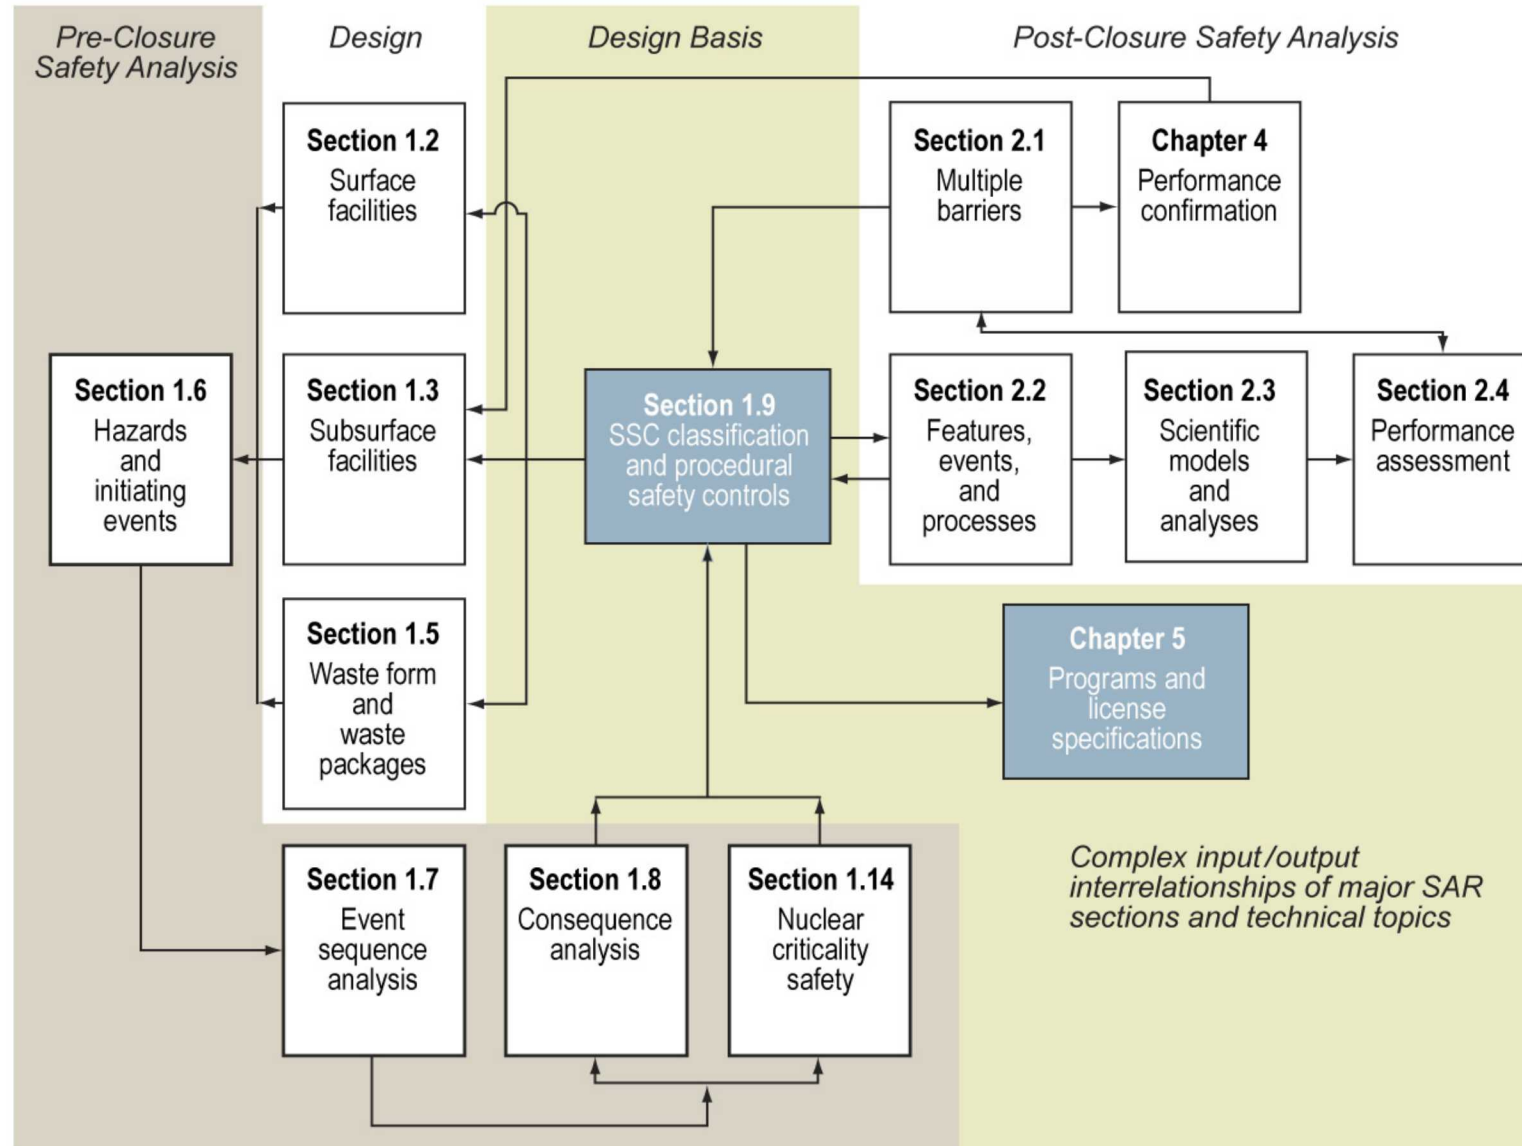 Pre-Closure
Safety Analysis
Design
Design Basis
Post-Closure Safety Analysis
Section 1.2
Surface
facilities
Section 2.1
Multiple
barriers
Chapter 4
Performance
confirmation
Section 1.6
Hazards
and
initiating
events
Section 1.3
Subsurface
facilities
Section 1.9
SSC classification
and procedural
safety controls
Section 2.2
Features,
events,
and
processes
Section 2.3
Scientific
models
and
analyses
Section 2.4
Performance
assessment
Section 1.5
Waste form
and
waste
packages
Chapter 5
Programs and
license
specifications
Section 1.7
Event
sequence
analysis
Section 1.8
Consequence
analysis
Section 1.14
Nuclear
criticality
safety
Complex input/output
interrelationships of major SAR
sections and technical topics